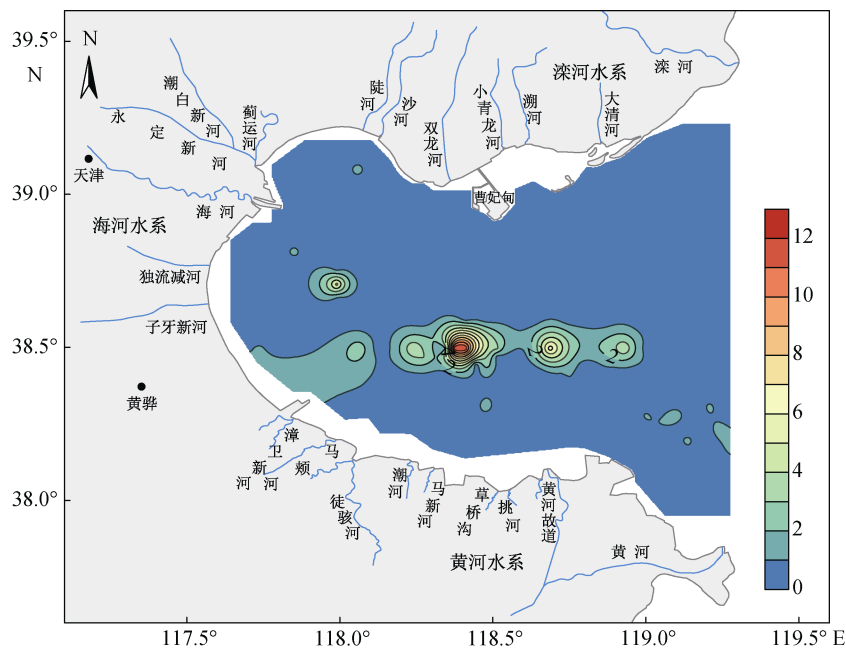 39.5°
N
39.0°
38.5°
38.0°
117.5°
118.0°
118.5°
119.0°
119.5° E
N
潮白新河
永定新河
蓟运河
天津
海河
海河水系
独流减河
子牙新河
黄骅
陡河
沙河
双龙河
小青龙河
溯河
滦河水系
大清河
滦河
曹妃甸
2
漳卫新河
马颊河
徒骇河
潮河
马新河
草桥沟
挑河
黄河故道
黄河水系
黄河
12
10
8
6
4
2
0